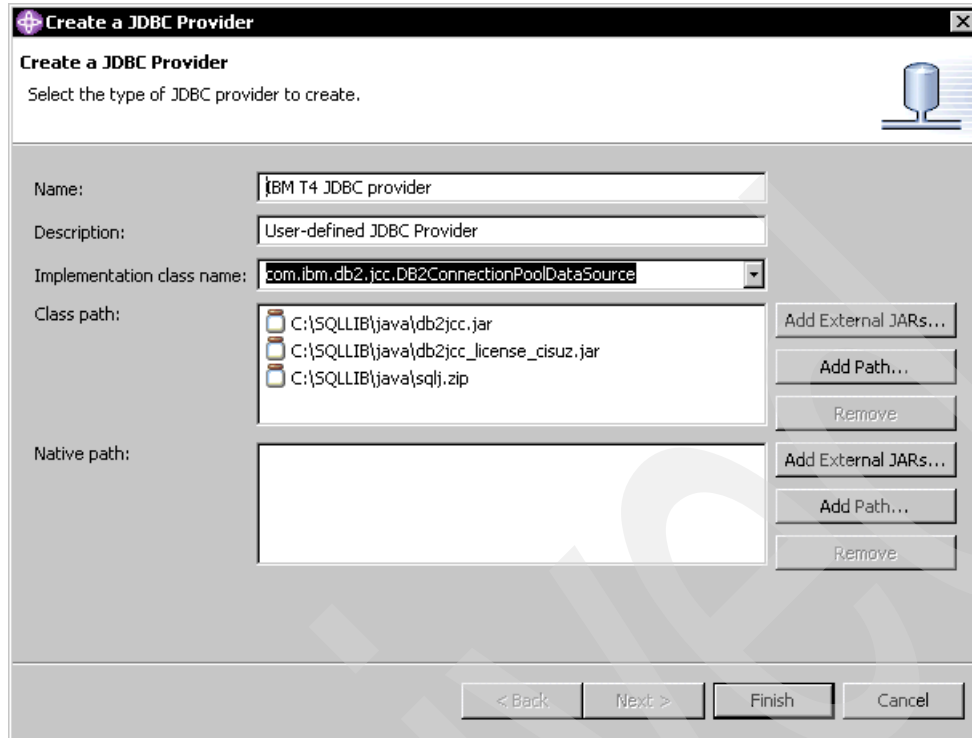 Create a JDBC Provider
Create a JDBC Provider
Select the type of JDBC provider to create.
Name:
IBM T4 JDBC provider
Description:
User-defined JDBC Provider
Implementation class name:
com.ibm.db2.jcc.DB2ConnectionPoolDataSource
Class path:
C:\SQLLIB\java\db2jcc.jar
C:\SQLLIB\java\db2jcc_license_cisuz.jar
C:\SQLLIB\java\sqlj.zip
Add External JARs...
Add Path...
Remove
Native path:
Add External JARs...
Add Path...
Remove
< Back
Next >
Finish
Cancel